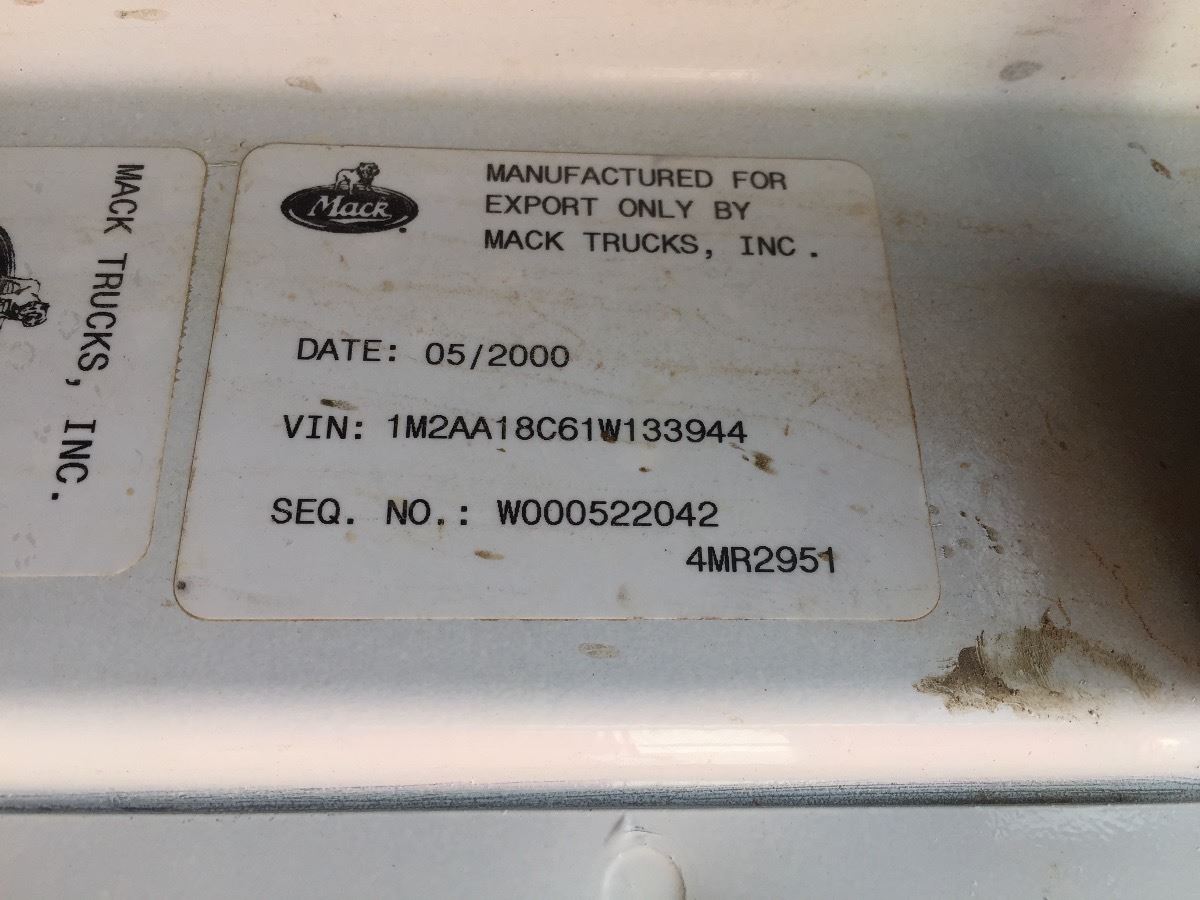 MACK TRUCKS, INC.
Mack
MANUFACTURED FOR
EXPORT ONLY BY
MACK TRUCKS, INC.
DATE: 05/2000
VIN: 1M2AA18C61W133944
SEQ. NO.: W000522042
4MR2951